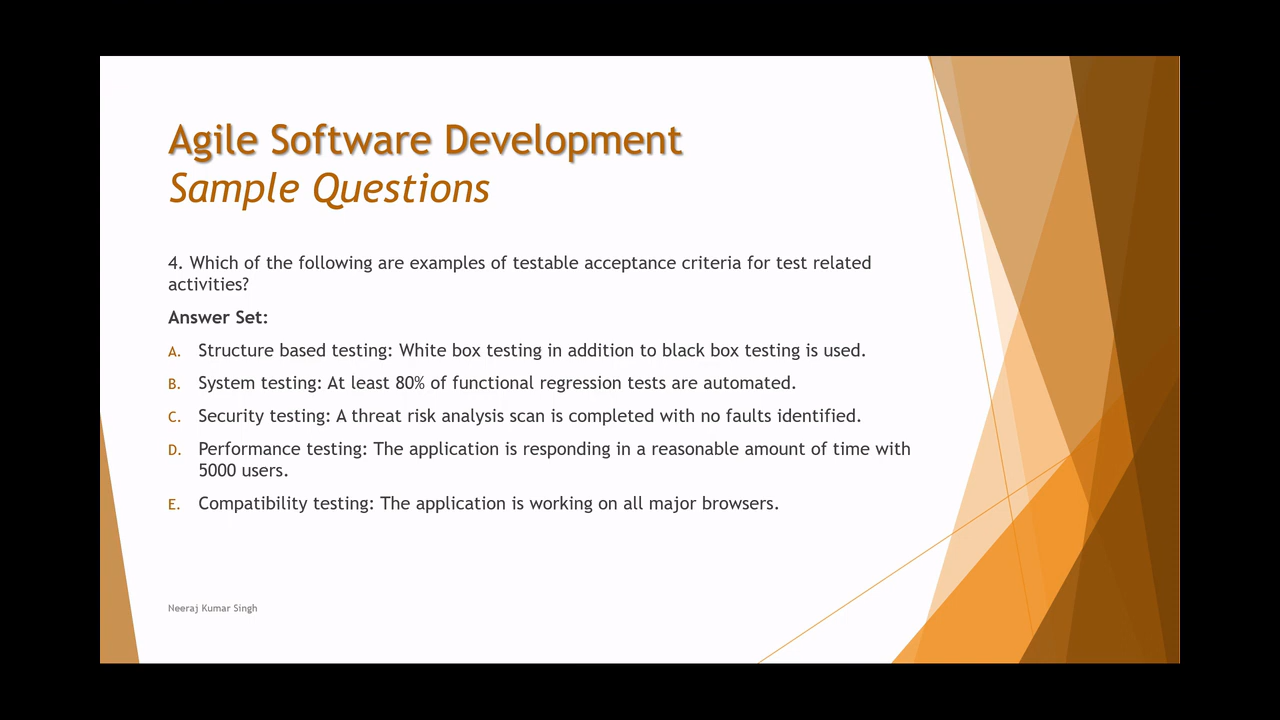 Agile Software Development
Sample Questions
4. Which of the following are examples of testable acceptance criteria for test related
activities?
Answer Set:
A. Structure based testing: White box testing in addition to black box testing is used.
B. System testing: At least 80% of functional regression tests are automated.
C. Security testing: A threat risk analysis scan is completed with no faults identified.
D. Performance testing: The application is responding in a reasonable amount of time with
5000 users.
E. Compatibility testing: The application is working on all major browsers.
Neeraj Kumar Singh